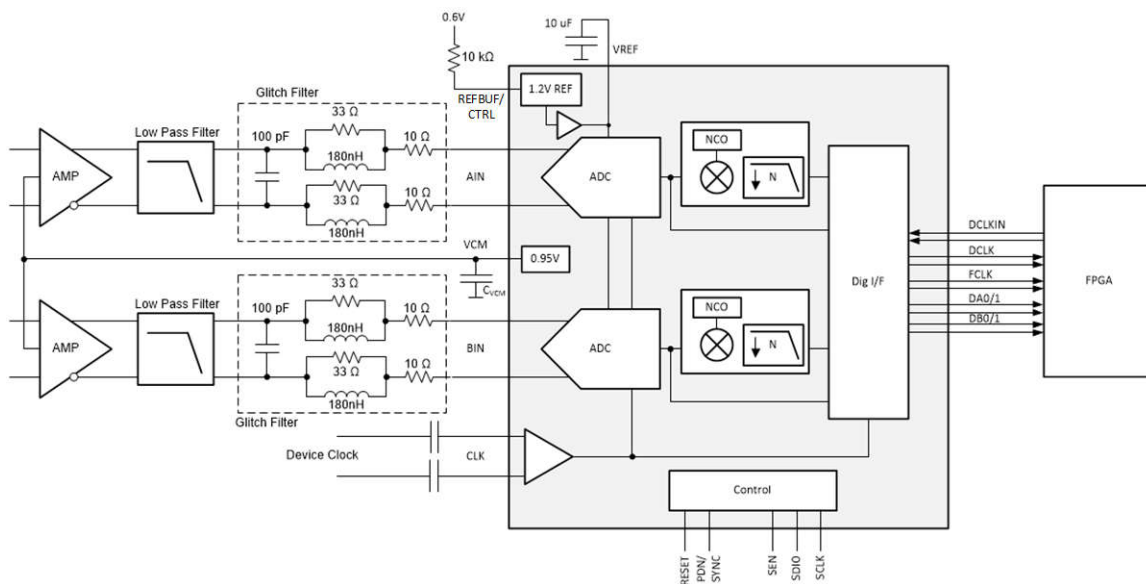 0.6V
10 kΩ
REFBUF/
CTRL
10 uF
VREF
1.2V REF
Glitch Filter
33 Ω
180nH
33 Ω
180nH
100 pF
10 Ω
10 Ω
Low Pass Filter
AMP
AIN
ADC
NCO
N
VCM
0.95V
CVCM
Dig I/F
DCLKIN
DCLK
FCLK
DA0/1
DB0/1
FPGA
Low Pass Filter
AMP
100 pF
33 Ω
180nH
33 Ω
180nH
10 Ω
10 Ω
Glitch Filter
BIN
ADC
NCO
N
Device Clock
CLK
Control
RESET
PDN/
SYNC
SEN
SDIO
SCLK